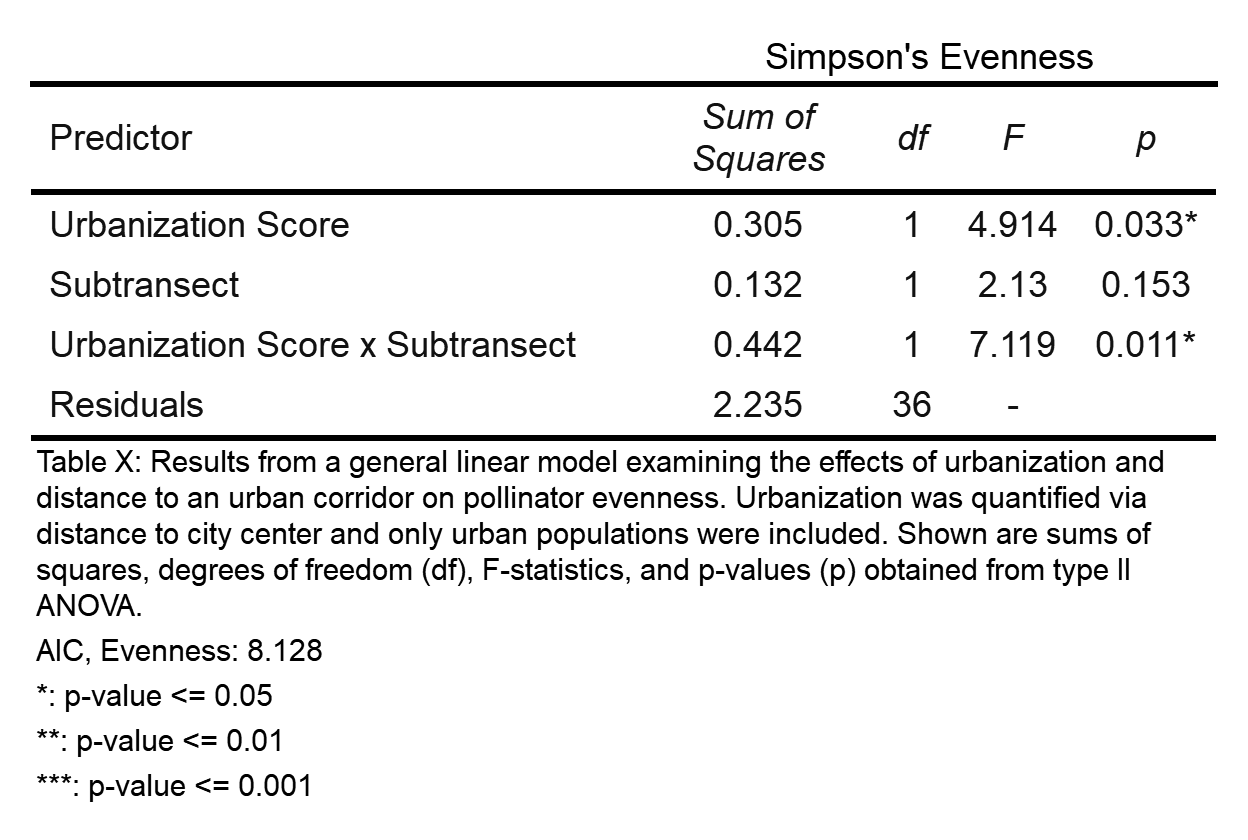 Simpson's Evenness
Predictor Sum of Squares df F p
Urbanization Score 0.305 1 4.914 0.033*
Subtransect 0.132 1 2.13 0.153
Urbanization Score x Subtransect 0.442 1 7.119 0.011*
Residuals 2.235 36 -
Table X: Results from a general linear model examining the effects of urbanization and
distance to an urban corridor on pollinator evenness. Urbanization was quantified via
distance to city center and only urban populations were included. Shown are sums of
squares, degrees of freedom (df), F-statistics, and p-values (p) obtained from type II
ANOVA.
AIC, Evenness: 8.128
*: p-value <= 0.05
**: p-value <= 0.01
***: p-value <= 0.001